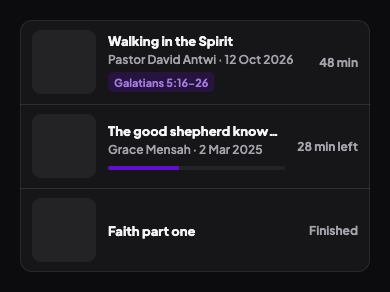 Walking in the Spirit
Pastor David Antwi · 12 Oct 2026
48 min
Galatians 5:16–26
The good shepherd know…
Grace Mensah · 2 Mar 2025
28 min left
Faith part one
Finished